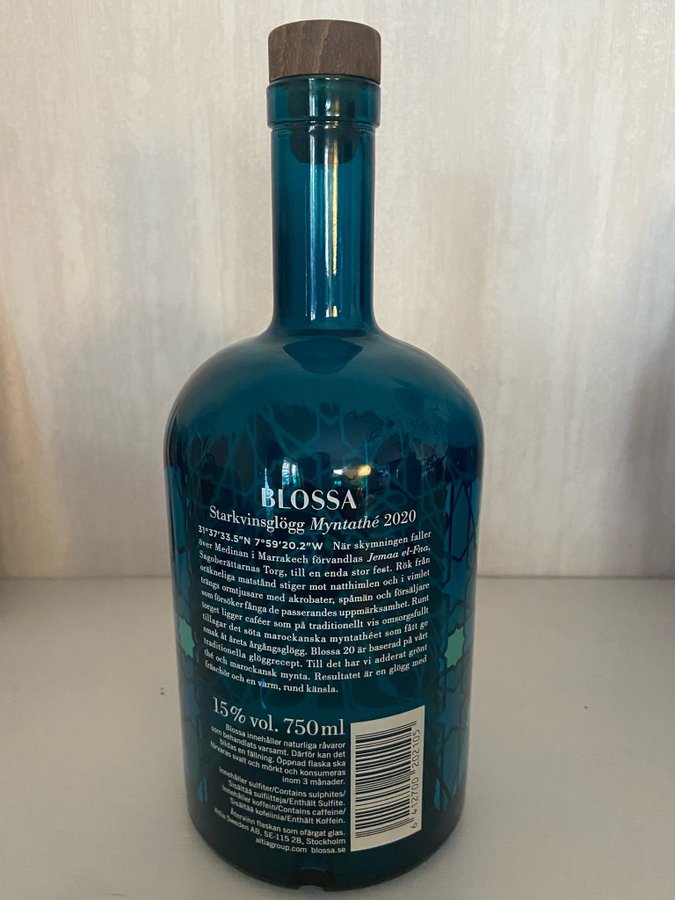 BLOSSA
Starkvinsglögg Myntathé 2020
31°37'33.5"N 7°59'20.2"W När skymningen faller
över Medinan i Marrakech förvandlas Jemaa el-Fna,
Sagoberättarnas Torg, till en enda stor fest. Rök från
oräkneliga matstånd stiger mot natthimlen och i vimlet
trängs ormtjusare med akrobater, spåmän och försäljare
som försöker fånga de passerandes uppmärksamhet. Runt
torget ligger caféer som på traditionellt vis omsorgsfullt
tillagar det söta marockanska myntathéet som fått ge
smak åt årets årgångsglögg. Blossa 20 är baserad på vårt
traditionella glöggrecept. Till det har vi adderat grönt
thé och marockansk mynta. Resultatet är en glögg med
fräschör och en varm, rund känsla.
15% vol. 750ml
Blossa innehåller naturliga råvaror
som behandlats varsamt. Därför kan det
bildas en fällning. Öppnad flaska ska
förvaras svalt och mörkt och konsumeras
inom 3 månader.
Innehåller sulfiter/Contains sulphites/
Sisältää sulfiitteja/Enthält Sulfite.
Innehåller koffein/Contains caffeine/
Sisältää kofeiinia/Enthält Koffein.
Återvinn flaskan som ofärgat glas.
Altia Sweden AB, SE-115 28, Stockholm
altiagroup.com blossa.se
6 412700 202105